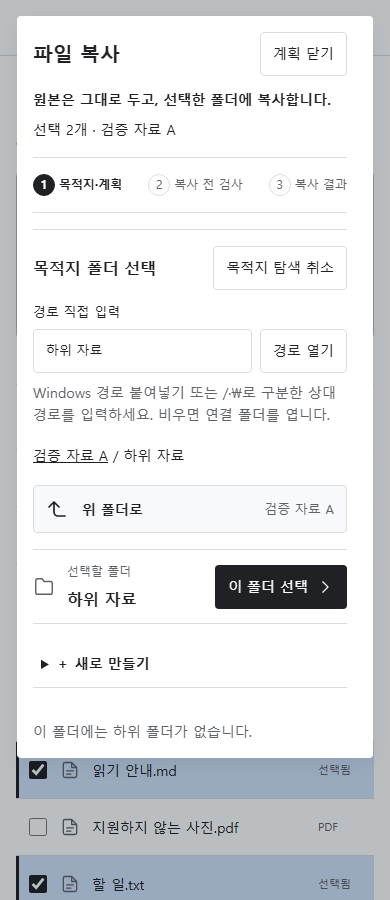 파일 복사
계획 닫기
원본은 그대로 두고, 선택한 폴더에 복사합니다.
선택 2개 · 검증 자료 A
1 목적지·계획 2 복사 전 검사 3 복사 결과
목적지 폴더 선택
목적지 탐색 취소
경로 직접 입력
하위 자료
경로 열기
Windows 경로 붙여넣기 또는 /·₩로 구분한 상대
경로를 입력하세요. 비우면 연결 폴더를 엽니다.
검증 자료 A / 하위 자료
위 폴더로 검증 자료 A
선택할 폴더
하위 자료
이 폴더 선택
+ 새로 만들기
이 폴더에는 하위 폴더가 없습니다.
읽기 안내.md 선택됨
지원하지 않는 사진.pdf PDF
할 일.txt 선택됨